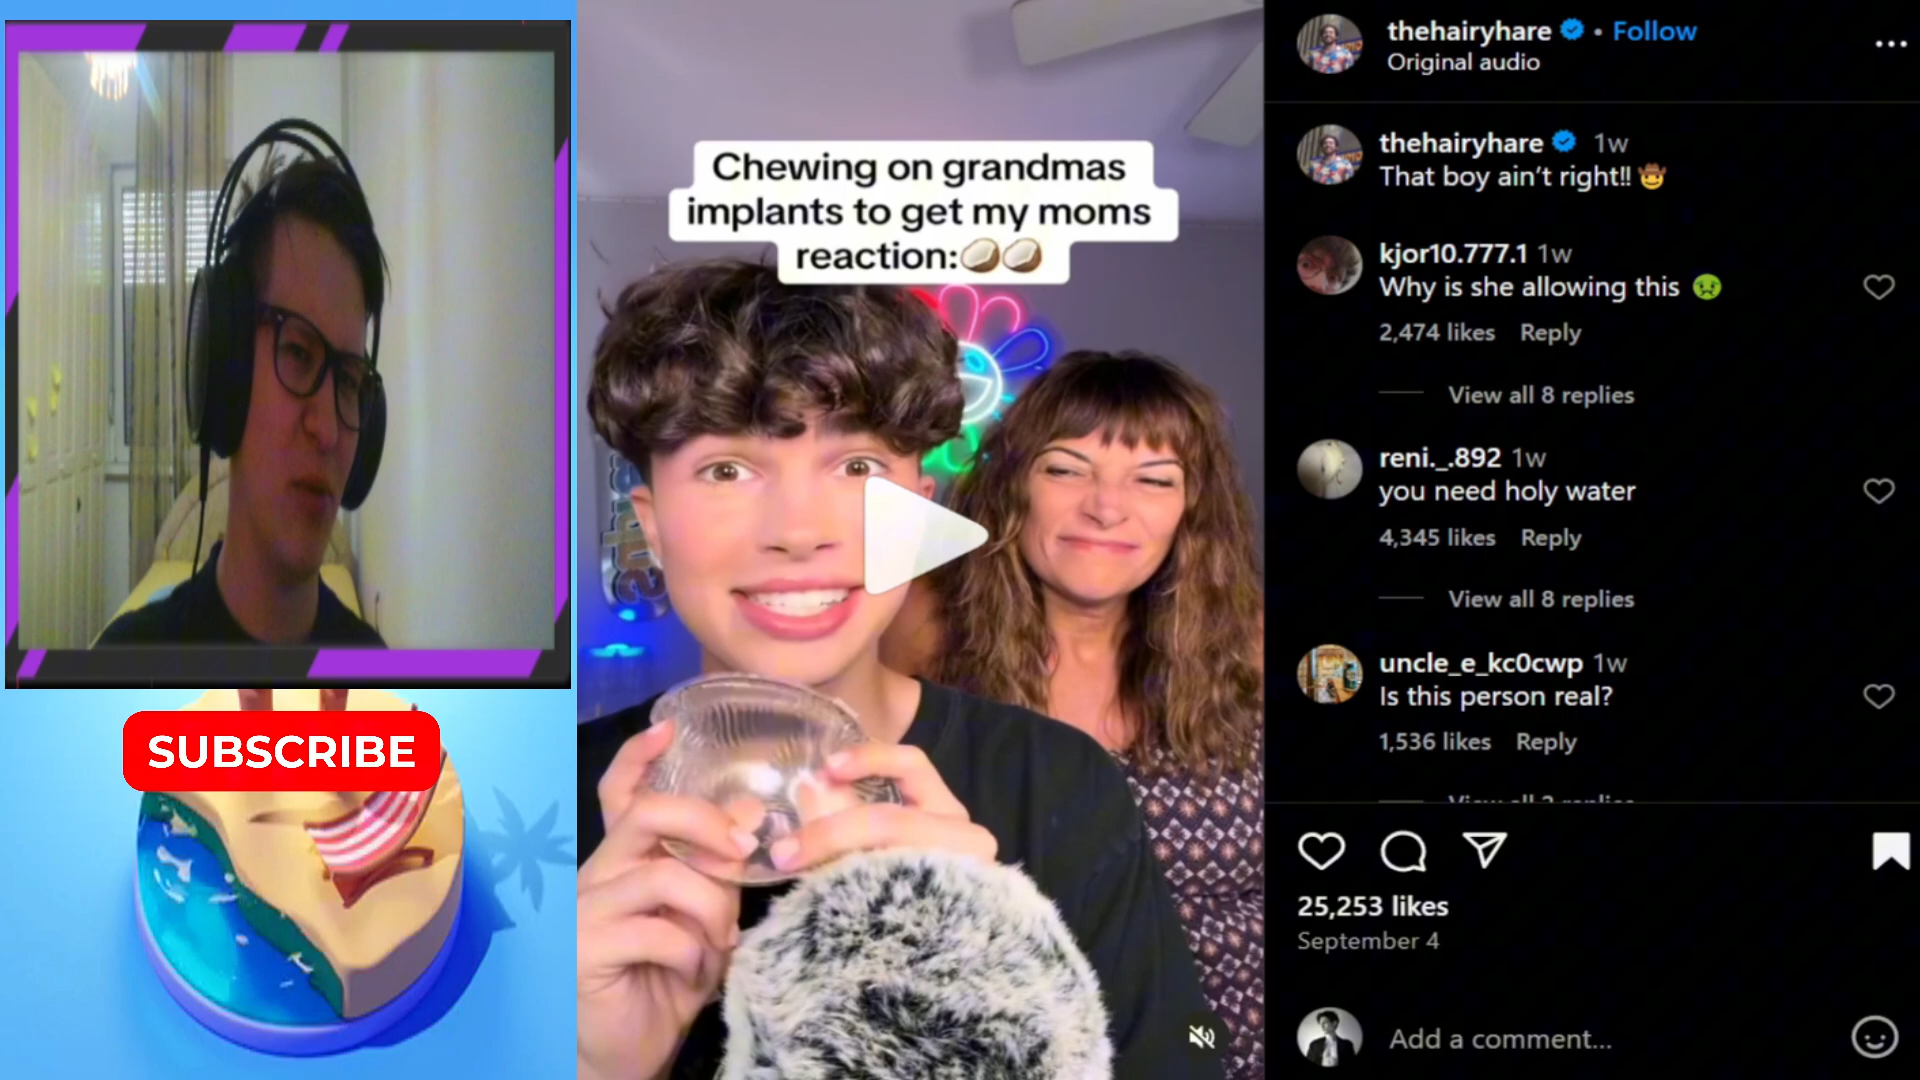 SUBSCRIBE
Chewing on grandmas
implants to get my moms
reaction:🥥🥥
thehairyhare • Follow
Original audio
thehairyhare 1w
That boy ain’t right!! 🤠
kjor10.777.1 1w
Why is she allowing this 🤢
2,474 likes Reply
View all 8 replies
reni._.892 1w
you need holy water
4,345 likes Reply
View all 8 replies
uncle_e_kc0cwp 1w
Is this person real?
1,536 likes Reply
25,253 likes
September 4
Add a comment...